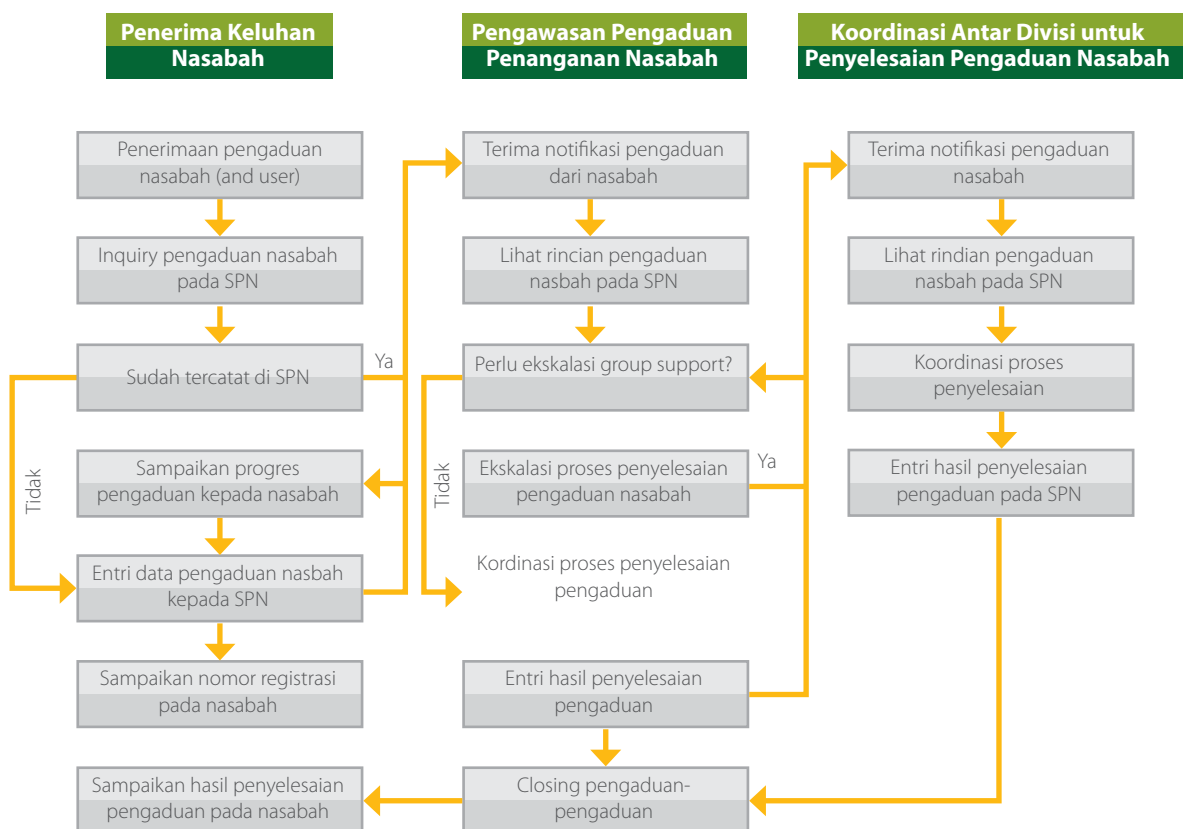 Penerima Keluhan
Nasabah
Penerimaan pengaduan
nasabah (and user)
Inquiry pengaduan nasabah
pada SPN
Sudah tercatat di SPN
Ya
Tidak
Sampaikan progres
pengaduan kepada nasabah
Entri data pengaduan nasbah
kepada SPN
Sampaikan nomor registrasi
pada nasabah
Sampaikan hasil penyelesaian
pengaduan pada nasabah
Pengawasan Pengaduan
Penanganan Nasabah
Terima notifikasi pengaduan
dari nasabah
Lihat rincian pengaduan
nasbah pada SPN
Perlu ekskalasi group support?
Tidak
Ekskalasi proses penyelesaian
pengaduan nasabah
Ya
Kordinasi proses penyelesaian
pengaduan
Entri hasil penyelesaian
pengaduan
Closing pengaduan-
pengaduan
Koordinasi Antar Divisi untuk
Penyelesaian Pengaduan Nasabah
Terima notifikasi pengaduan
nasabah
Lihat rindian pengaduan
nasbah pada SPN
Koordinasi proses
penyelesaian
Entri hasil penyelesaian
pengaduan pada SPN